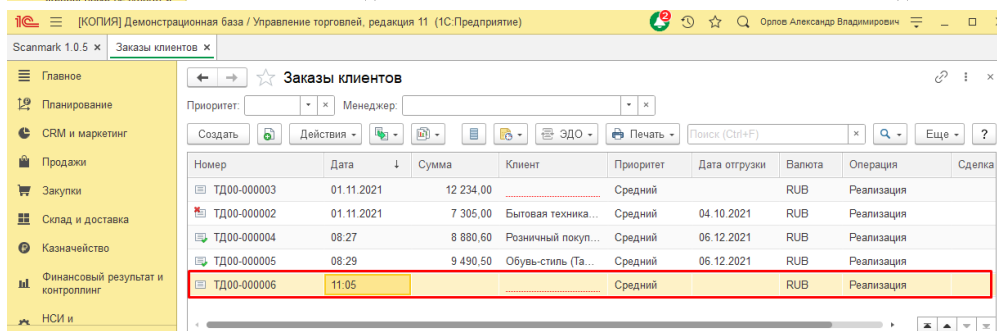 1С [КОПИЯ] Демонстрационная база / Управление торговлей, редакция 11 (1С:Предприятие) 2 Орлов Александр Владимирович
Scanmark 1.0.5 × Заказы клиентов ×
Главное
Планирование
CRM и маркетинг
Продажи
Закупки
Склад и доставка
Казначейство
Финансовый результат и
контроллинг
НСИ и
Заказы клиентов
Приоритет: Менеджер:
Создать Действия ЭДО Печать Поиск (Ctrl+F) × Еще ?
Номер Дата ↓ Сумма Клиент Приоритет Дата отгрузки Валюта Операция Сделка
ТД00-000003 01.11.2021 12 234,00 Средний RUB Реализация
ТД00-000002 01.11.2021 7 305,00 Бытовая техника... Средний 04.10.2021 RUB Реализация
ТД00-000004 08:27 8 880,60 Розничный покуп... Средний 06.12.2021 RUB Реализация
ТД00-000005 08:29 9 490,50 Обувь-стиль (Та... Средний 06.12.2021 RUB Реализация
ТД00-000006 11:05 Средний RUB Реализация